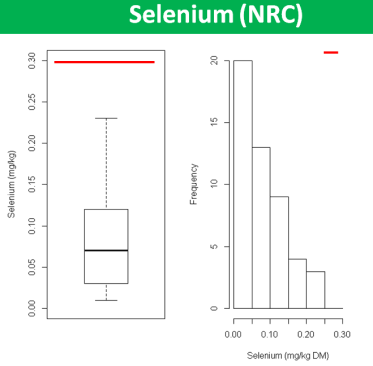 Selenium (NRC)
Selenium (mg/kg)
0.30
0.25
0.20
0.15
0.10
0.05
0.00
Frequency
20
15
10
5
0
0.00 0.10 0.20 0.30
Selenium (mg/kg DM)